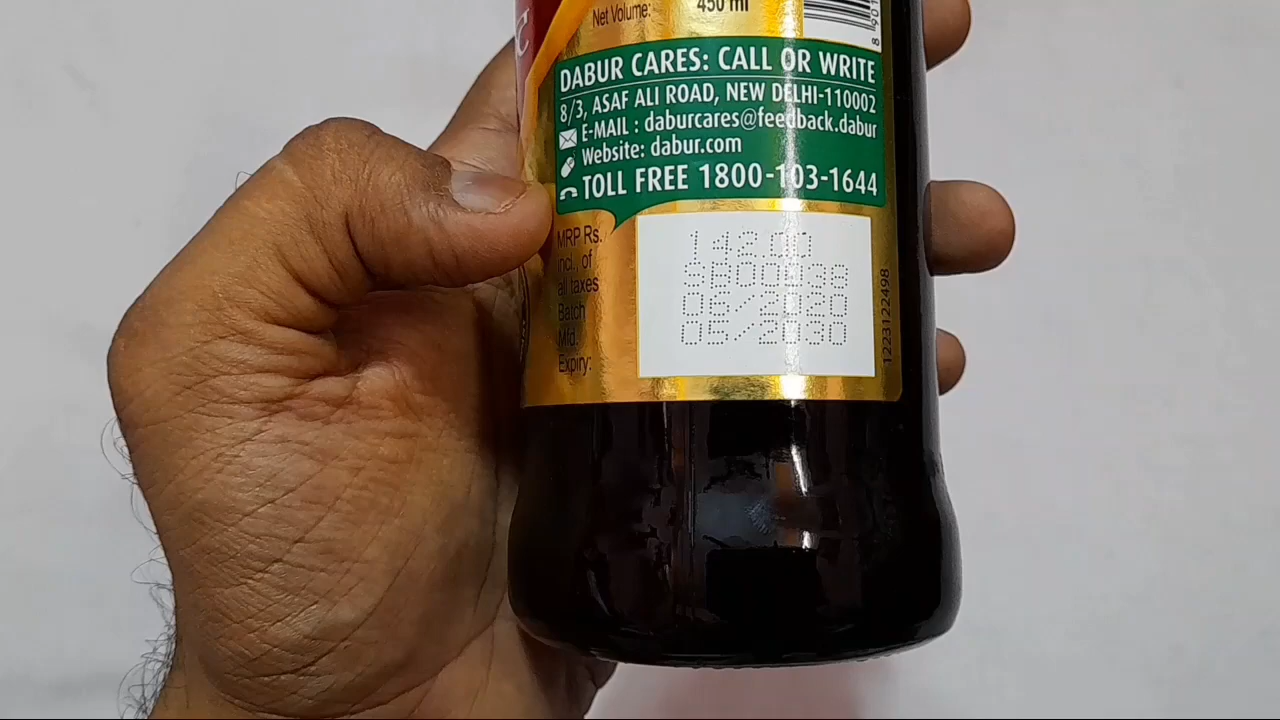 Net Volume: 450 ml
DABUR CARES: CALL OR WRITE
8/3, ASAF ALI ROAD, NEW DELHI-110002
E-MAIL : daburcares@feedback.dabur
Website: dabur.com
TOLL FREE 1800-103-1644
MRP Rs. 142.00
incl., of
all taxes
Batch SB00838
Mfd. 05/2020
Expiry: 05/2030
1223122498